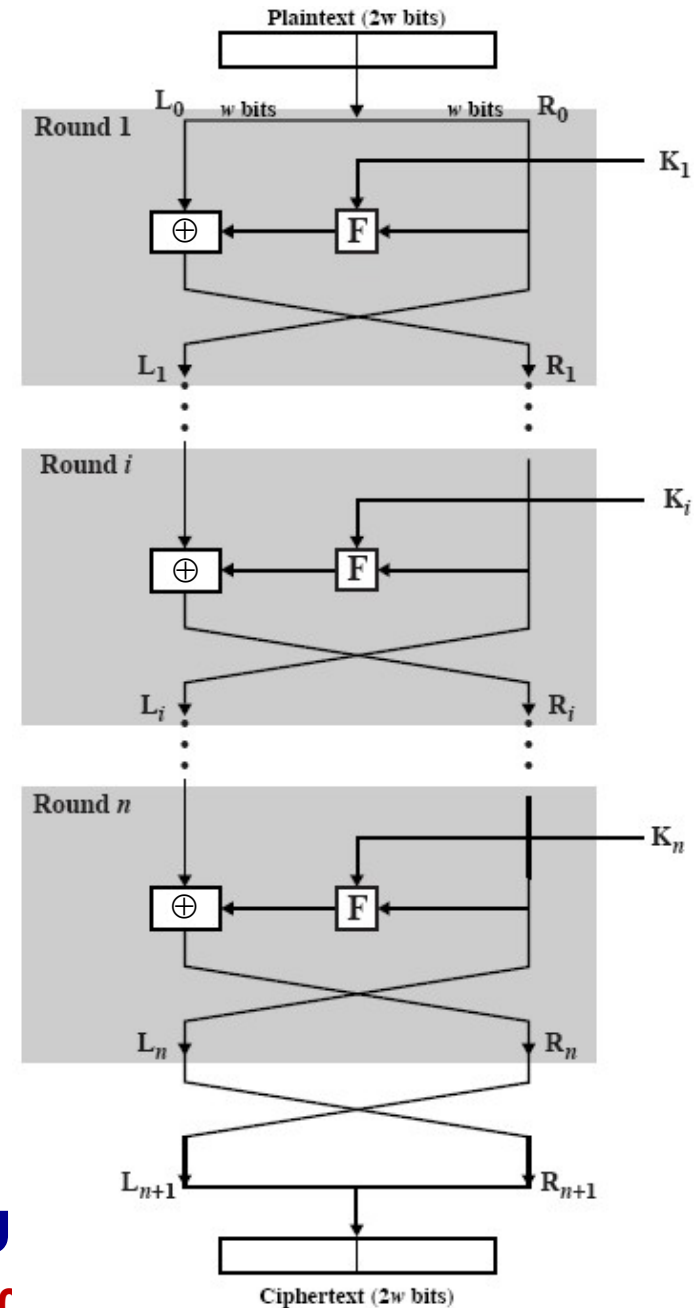 Plaintext (2w bits)
L0 w bits w bits R0
Round 1
K1
F
L1 R1
Round i
Ki
F
Li Ri
Round n
Kn
F
Ln Rn
Ln+1 Rn+1
Ciphertext (2w bits)